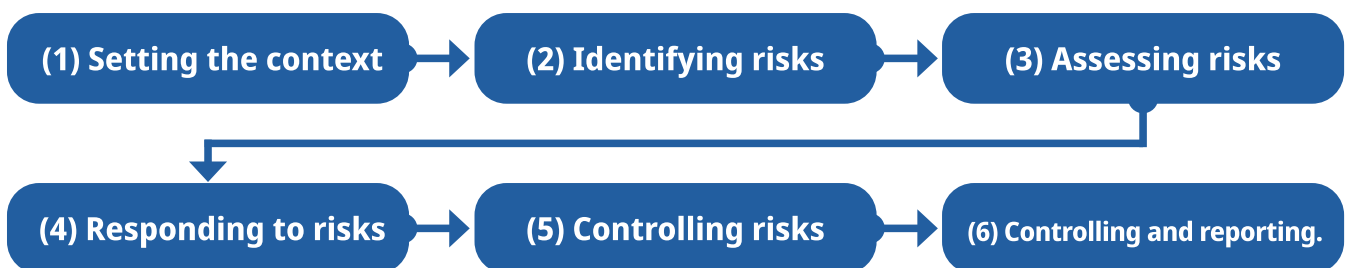 (1) Setting the context
(2) Identifying risks
(3) Assessing risks
(4) Responding to risks
(5) Controlling risks
(6) Controlling and reporting.